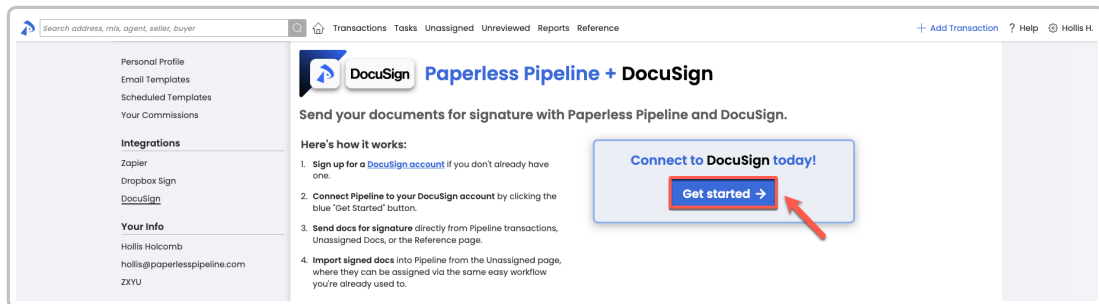 Search address, mls, agent, seller, buyer
Transactions Tasks Unassigned Unreviewed Reports Reference
+ Add Transaction ? Help Hollis H.
Personal Profile
Email Templates
Scheduled Templates
Your Commissions
Integrations
Zapier
Dropbox Sign
DocuSign
Your Info
Hollis Holcomb
hollis@paperlesspipeline.com
ZXYU
DocuSign
Paperless Pipeline + DocuSign
Send your documents for signature with Paperless Pipeline and DocuSign.
Here's how it works:
1. Sign up for a DocuSign account if you don't already have
one.
2. Connect Pipeline to your DocuSign account by clicking the
blue "Get Started" button.
3. Send docs for signature directly from Pipeline transactions,
Unassigned Docs, or the Reference page.
4. Import signed docs into Pipeline from the Unassigned page,
where they can be assigned via the same easy workflow
you're already used to.
Connect to DocuSign today!
Get started →